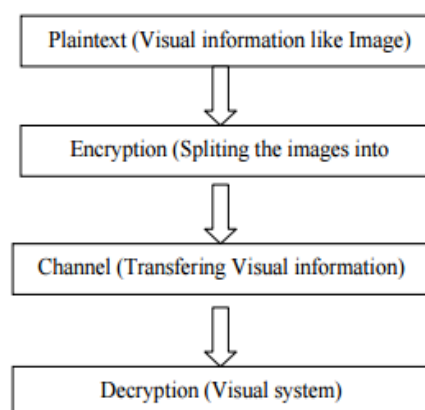 Plaintext (Visual information like Image)
Encryption (Spliting the images into
Channel (Transfering Visual information)
Decryption (Visual system)